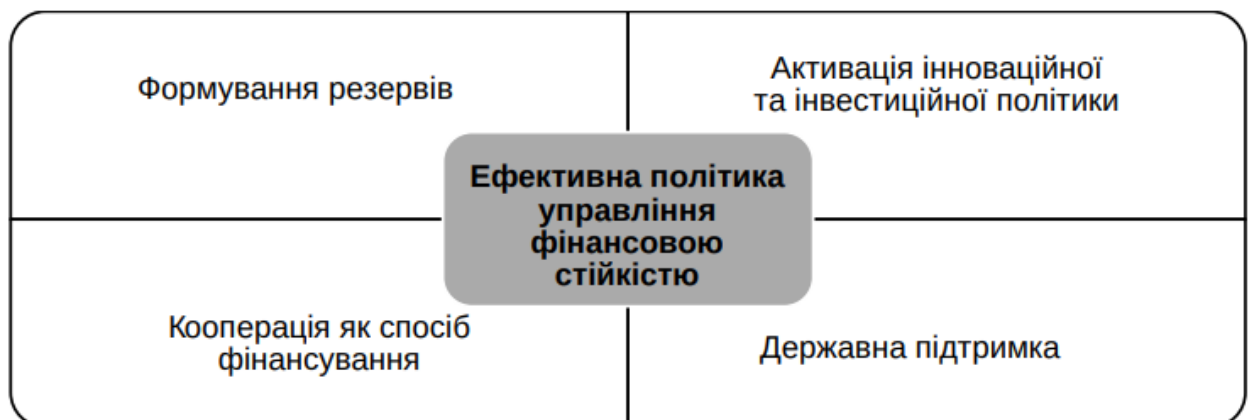 Формування резервів
Активація інноваційної
та інвестиційної політики
Ефективна політика
управління
фінансовою
стійкістю
Кооперація як спосіб
фінансування
Державна підтримка